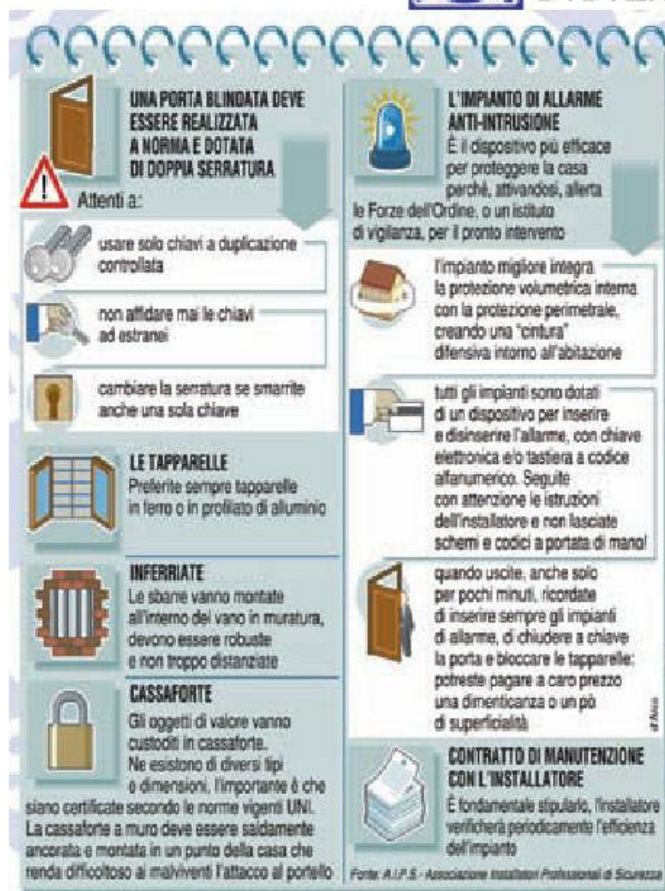 UNA PORTA BLINDATA DEVE
ESSERE REALIZZATA
A NORMA E DOTATA
DI DOPPIA SERRATURA
Attenti a:
usare solo chiavi a duplicazione
controllata
non affidare mai le chiavi
ad estranei
cambiare la serratura se smarrite
anche una sola chiave
LE TAPPARELLE
Preferite sempre tapparelle
in ferro o in profilato di alluminio
INFERRIATE
Le sbarre vanno montate
all'interno del vano in muratura,
devono essere robuste
e non troppo distanziate
CASSAFORTE
Gli oggetti di valore vanno
custoditi in cassaforte.
Ne esistono di diversi tipi
e dimensioni, l'importante è che
siano certificate secondo le norme vigenti UNI.
La cassaforte a muro deve essere saldamente
ancorata e montata in un punto della casa che
renda difficoltoso ai malviventi l'attacco al portello
L'IMPIANTO DI ALLARME
ANTI-INTRUSIONE
È il dispositivo più efficace
per proteggere la casa
perché, attivandosi, allerta
le Forze dell'Ordine, o un istituto
di vigilanza, per il pronto intervento
l'impianto migliore integra
la protezione volumetrica interna
con la protezione perimetrale,
creando una "cintura"
difensiva intorno all'abitazione
tutti gli impianti sono dotati
di un dispositivo per inserire
e disinserire l'allarme, con chiave
elettronica e/o tastiera a codice
alfanumerico. Seguite
con attenzione le istruzioni
dell'installatore e non lasciate
schemi e codici a portata di mano!
quando uscite, anche solo
per pochi minuti, ricordate
di inserire sempre gli impianti
di allarme, di chiudere a chiave
la porta e bloccare le tapparelle:
potreste pagare a caro prezzo
una dimenticanza o un pò
di superficialità
CONTRATTO DI MANUTENZIONE
CON L'INSTALLATORE
È fondamentale stipularlo, l'installatore
verificherà periodicamente l'efficienza
dell'impianto
Fonte: A.I.P.S.- Associazione Installatori Professionali di Sicurezza